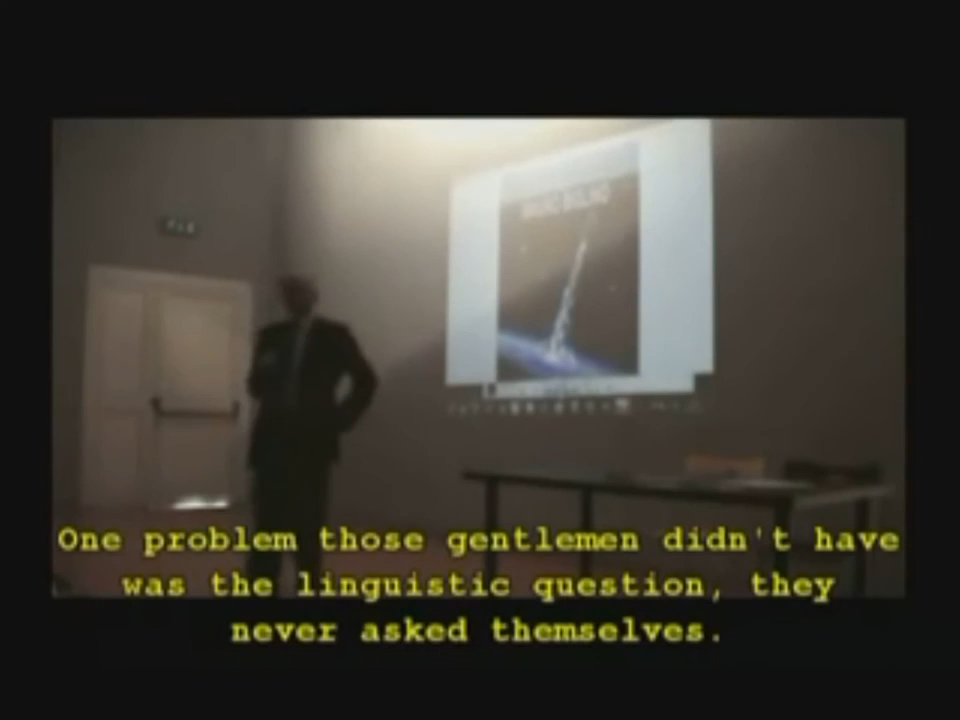 One problem those gentlemen didn't have
was the linguistic question, they
never asked themselves.